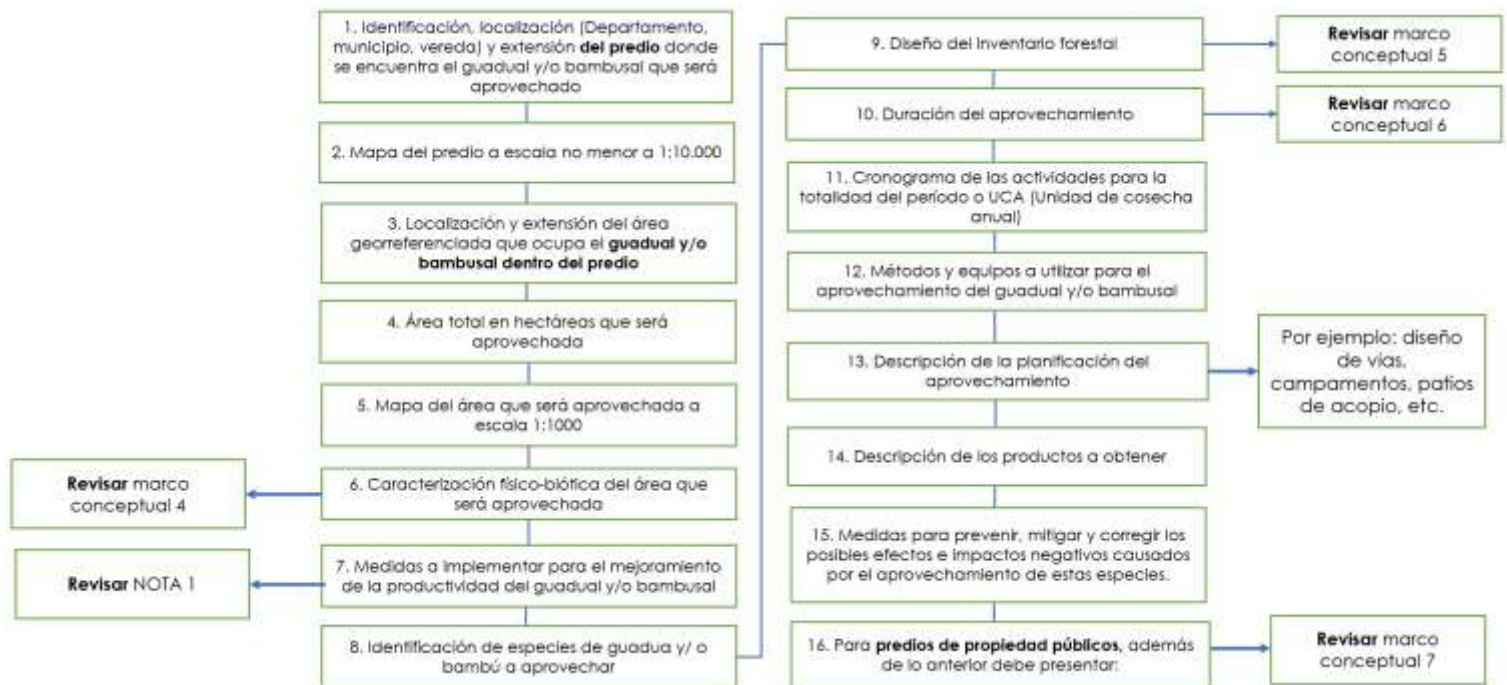 1. Identificación, localización (Departamento,
municipio, vereda) y extensión del predio donde
se encuentra el guadual y/o bambusal que será
aprovechado
2. Mapa del predio a escala no menor a 1:10.000
3. Localización y extensión del área
georreferenciada que ocupa el guadual y/o
bambusal dentro del predio
4. Área total en hectáreas que será
aprovechada
5. Mapa del área que será aprovechada a
escala 1:1000
6. Caracterización físico-biótica del área que
será aprovechada
Revisar marco
conceptual 4
7. Medidas a implementar para el mejoramiento
de la productividad del guadual y/o bambusal
Revisar NOTA 1
8. Identificación de especies de guadua y/ o
bambú a aprovechar
9. Diseño del inventario forestal
Revisar marco
conceptual 5
10. Duración del aprovechamiento
Revisar marco
conceptual 6
11. Cronograma de las actividades para la
totalidad del período o UCA (Unidad de cosecha
anual)
12. Métodos y equipos a utilizar para el
aprovechamiento del guadual y/o bambusal
13. Descripción de la planificación del
aprovechamiento
Por ejemplo: diseño
de vías,
campamentos, patios
de acopio, etc.
14. Descripción de los productos a obtener
15. Medidas para prevenir, mitigar y corregir los
posibles efectos e impactos negativos causados
por el aprovechamiento de estas especies.
16. Para predios de propiedad públicos, además
de lo anterior debe presentar:
Revisar marco
conceptual 7